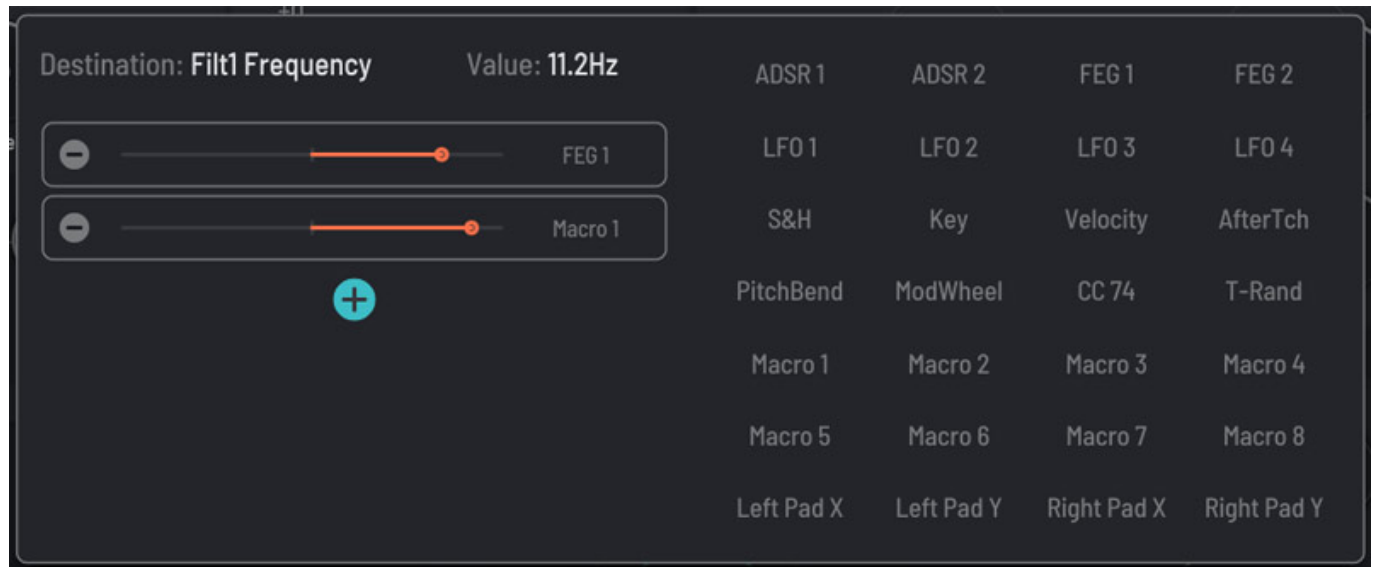 Destination: Filt1 Frequency Value: 11.2Hz
FEG 1
Macro 1
ADSR 1 ADSR 2 FEG 1 FEG 2
LFO 1 LFO 2 LFO 3 LFO 4
S&H Key Velocity AfterTch
PitchBend ModWheel CC 74 T-Rand
Macro 1 Macro 2 Macro 3 Macro 4
Macro 5 Macro 6 Macro 7 Macro 8
Left Pad X Left Pad Y Right Pad X Right Pad Y